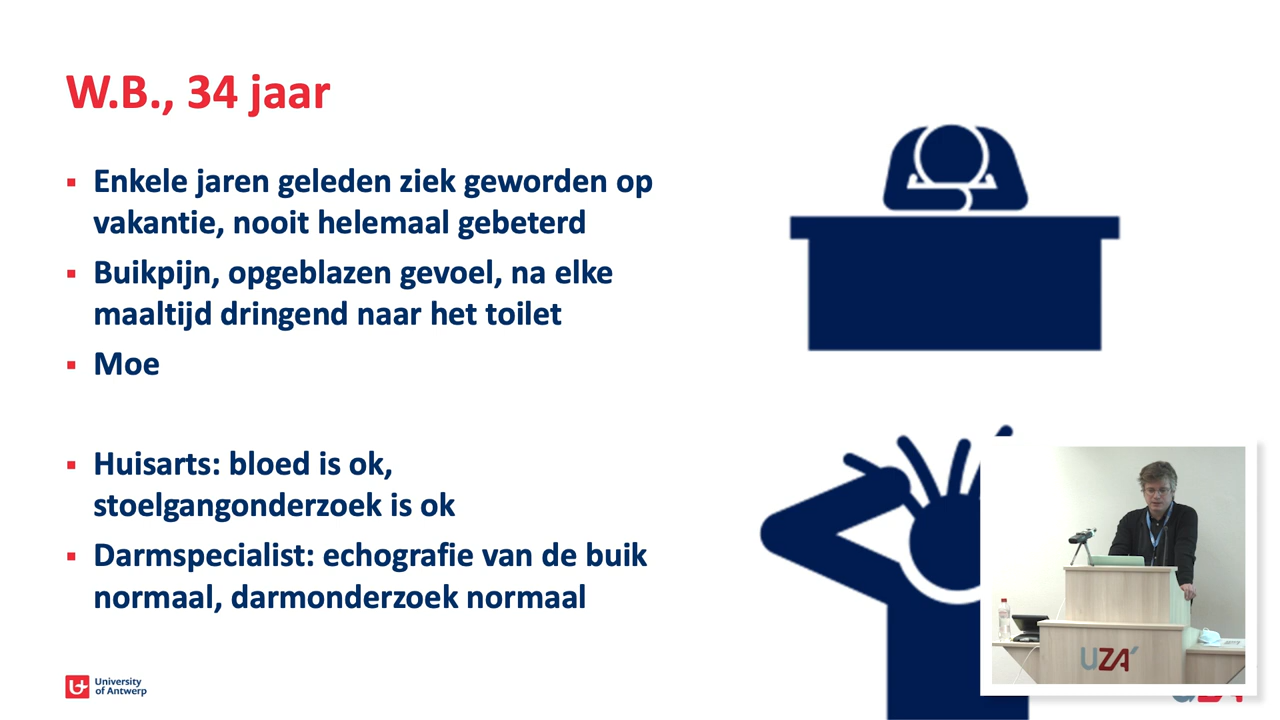 W.B., 34 jaar
▪ Enkele jaren geleden ziek geworden op
vakantie, nooit helemaal gebeterd
▪ Buikpijn, opgeblazen gevoel, na elke
maaltijd dringend naar het toilet
▪ Moe
▪ Huisarts: bloed is ok,
stoelgangonderzoek is ok
▪ Darmspecialist: echografie van de buik
normaal, darmonderzoek normaal
University
of Antwerp
UZA